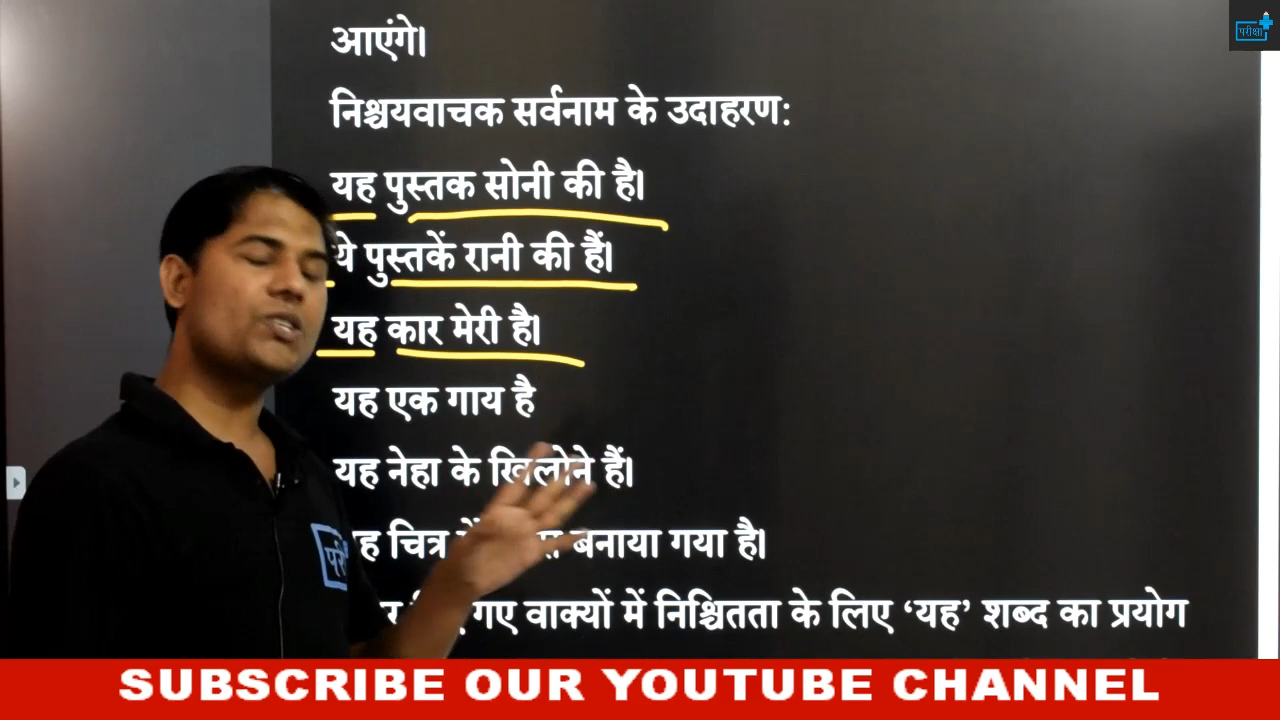 आएंगे।
परीक्षा
निश्चयवाचक सर्वनाम के उदाहरण:
यह पुस्तक सोनी की है।
ये पुस्तकें रानी की हैं।
यह कार मेरी है।
यह एक गाय है
यह नेहा के खिलोने हैं।
चित्र बनाया गया है।
गए वाक्यों में निश्चितता के लिए ‘यह’ शब्द का प्रयोग
SUBSCRIBE OUR YOUTUBE CHANNEL